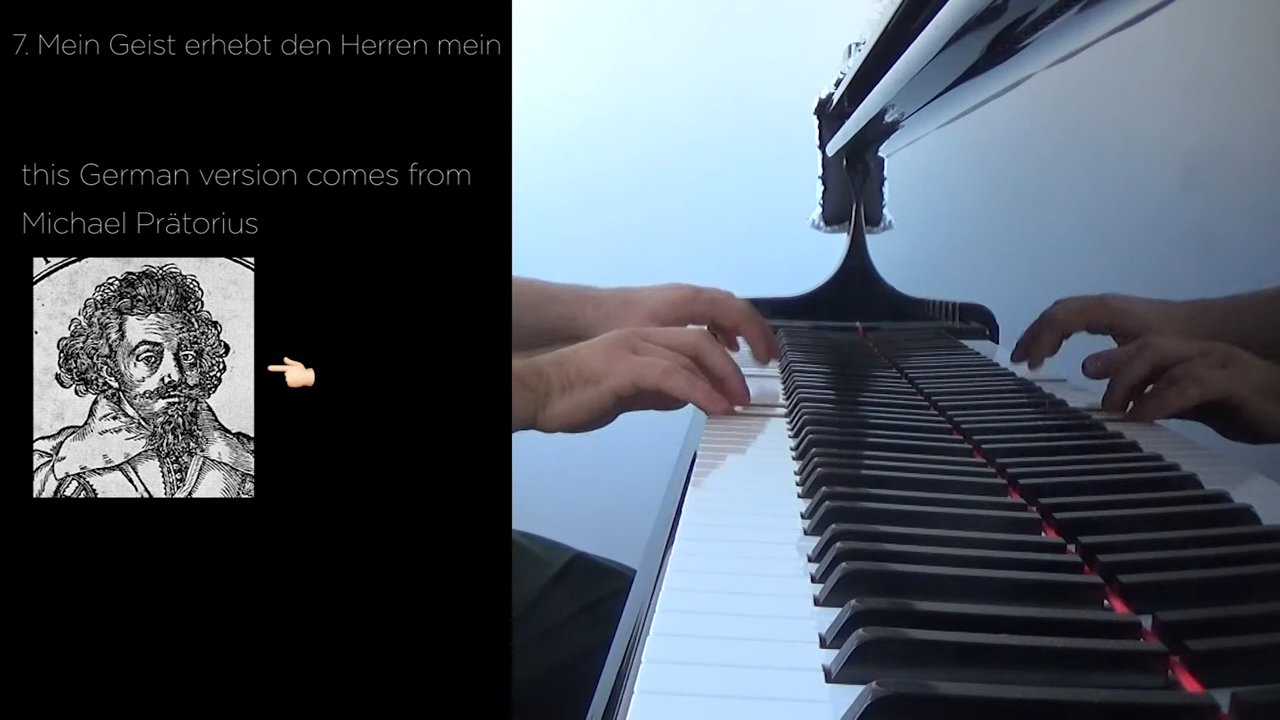 7. Mein Geist erhebt den Herren mein
this German version comes from
Michael Prätorius